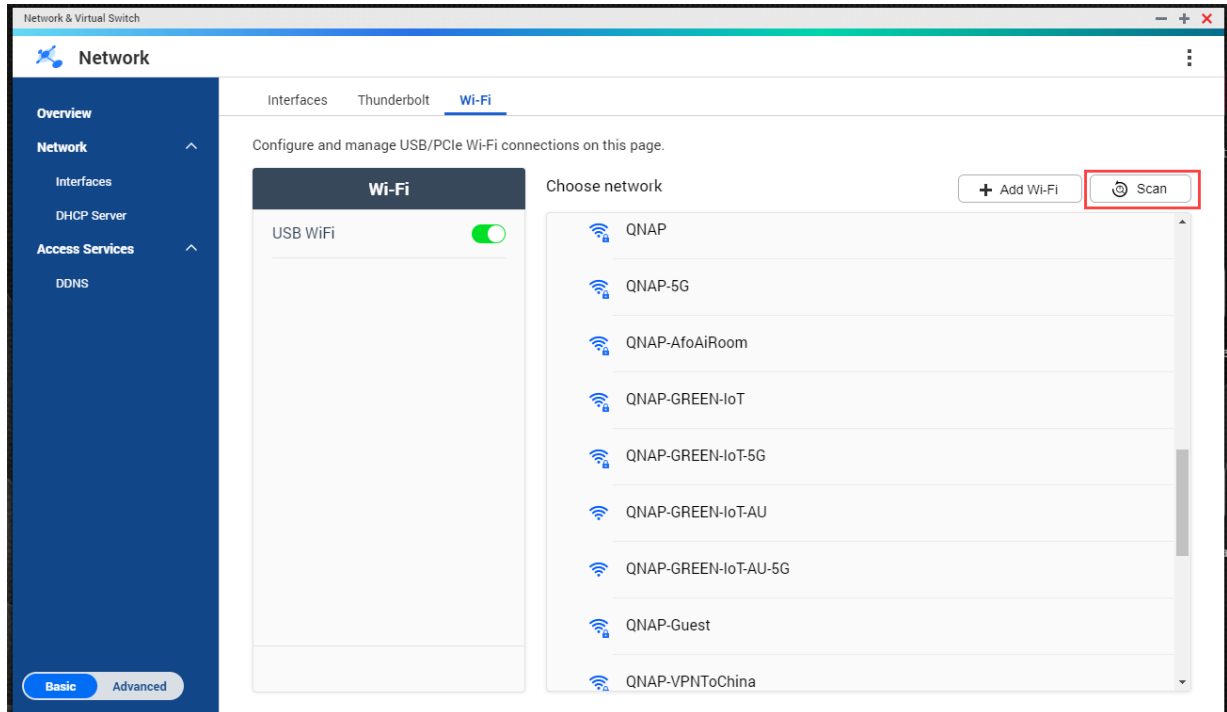 Network & Virtual Switch
Network
Overview
Network
Interfaces
DHCP Server
Access Services
DDNS
Basic Advanced
Interfaces Thunderbolt Wi-Fi
Configure and manage USB/PCIe Wi-Fi connections on this page.
Wi-Fi
USB WiFi
Choose network
Add Wi-Fi Scan
QNAP
QNAP-5G
QNAP-AfoAiRoom
QNAP-GREEN-IoT
QNAP-GREEN-IoT-5G
QNAP-GREEN-IoT-AU
QNAP-GREEN-IoT-AU-5G
QNAP-Guest
QNAP-VPNToChina